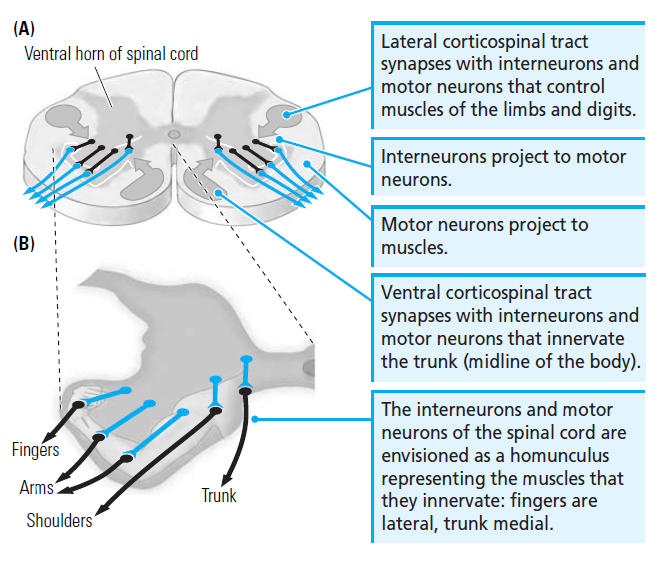 (A)
Ventral horn of spinal cord
Lateral corticospinal tract
synapses with interneurons and
motor neurons that control
muscles of the limbs and digits.
Interneurons project to motor
neurons.
Motor neurons project to
muscles.
(B)
Ventral corticospinal tract
synapses with interneurons and
motor neurons that innervate
the trunk (midline of the body).
The interneurons and motor
neurons of the spinal cord are
envisioned as a homunculus
representing the muscles that
they innervate: fingers are
lateral, trunk medial.
Fingers
Arms
Shoulders
Trunk